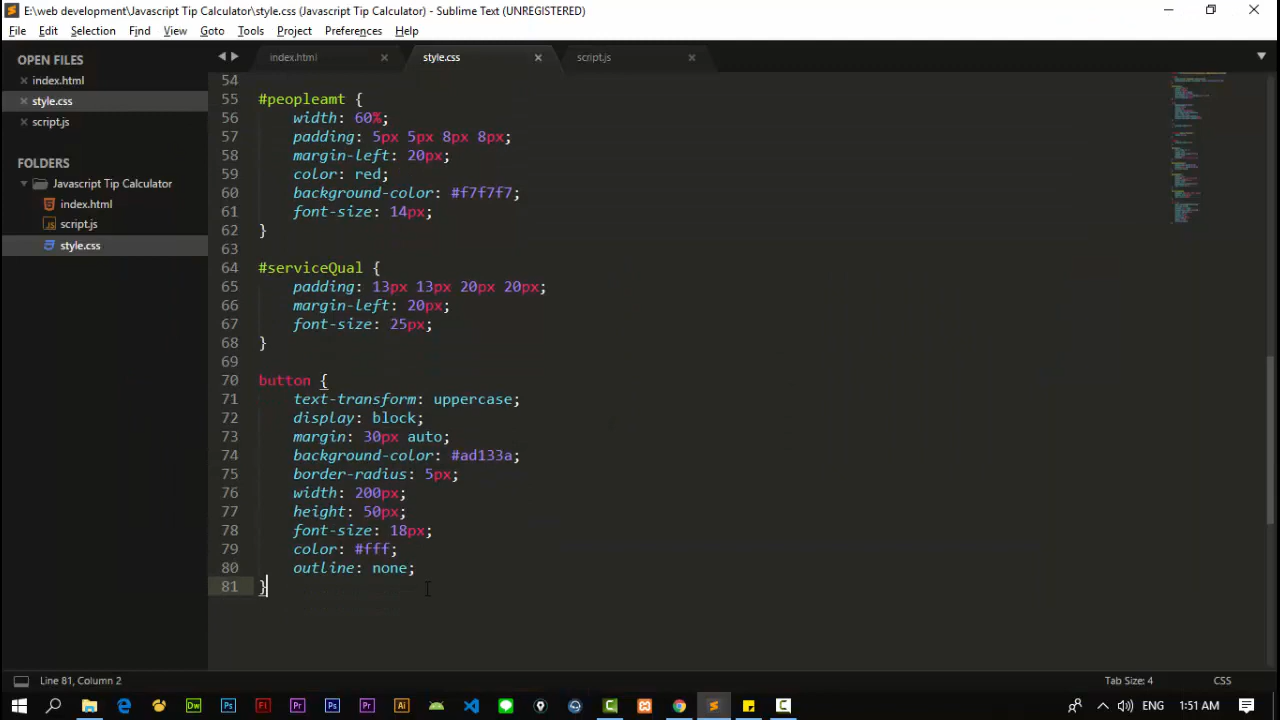 E:\web development\Javascript Tip Calculator\style.css (Javascript Tip Calculator) - Sublime Text (UNREGISTERED)
File Edit Selection Find View Goto Tools Project Preferences Help
OPEN FILES
index.html
style.css
script.js
FOLDERS
Javascript Tip Calculator
index.html
script.js
style.css
index.html style.css script.js
54
55 #peopleamt {
56 width: 60%;
57 padding: 5px 5px 8px 8px;
58 margin-left: 20px;
59 color: red;
60 background-color: #f7f7f7;
61 font-size: 14px;
62 }
63
64 #serviceQual {
65 padding: 13px 13px 20px 20px;
66 margin-left: 20px;
67 font-size: 25px;
68 }
69
70 button {
71 text-transform: uppercase;
72 display: block;
73 margin: 30px auto;
74 background-color: #ad133a;
75 border-radius: 5px;
76 width: 200px;
77 height: 50px;
78 font-size: 18px;
79 color: #fff;
80 outline: none;
81 }
Line 81, Column 2 Tab Size: 4 CSS
Dw Ps Fl Pr Ps Pr Ai C C
1:51 AM